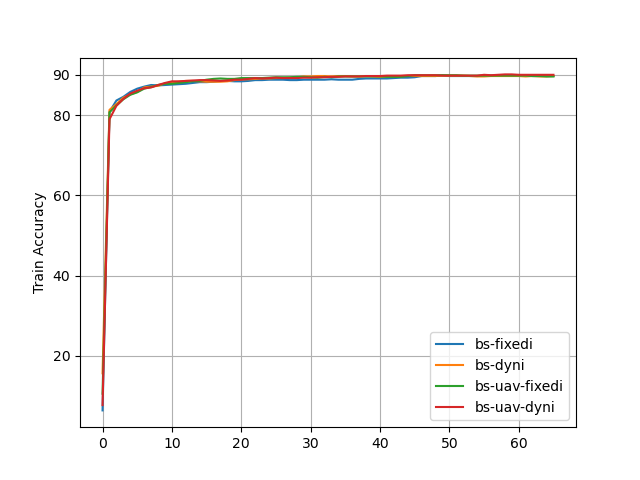 90
80
60
40
20
Train Accuracy
bs-fixedi
bs-dyni
bs-uav-fixedi
bs-uav-dyni
0 10 20 30 40 50 60